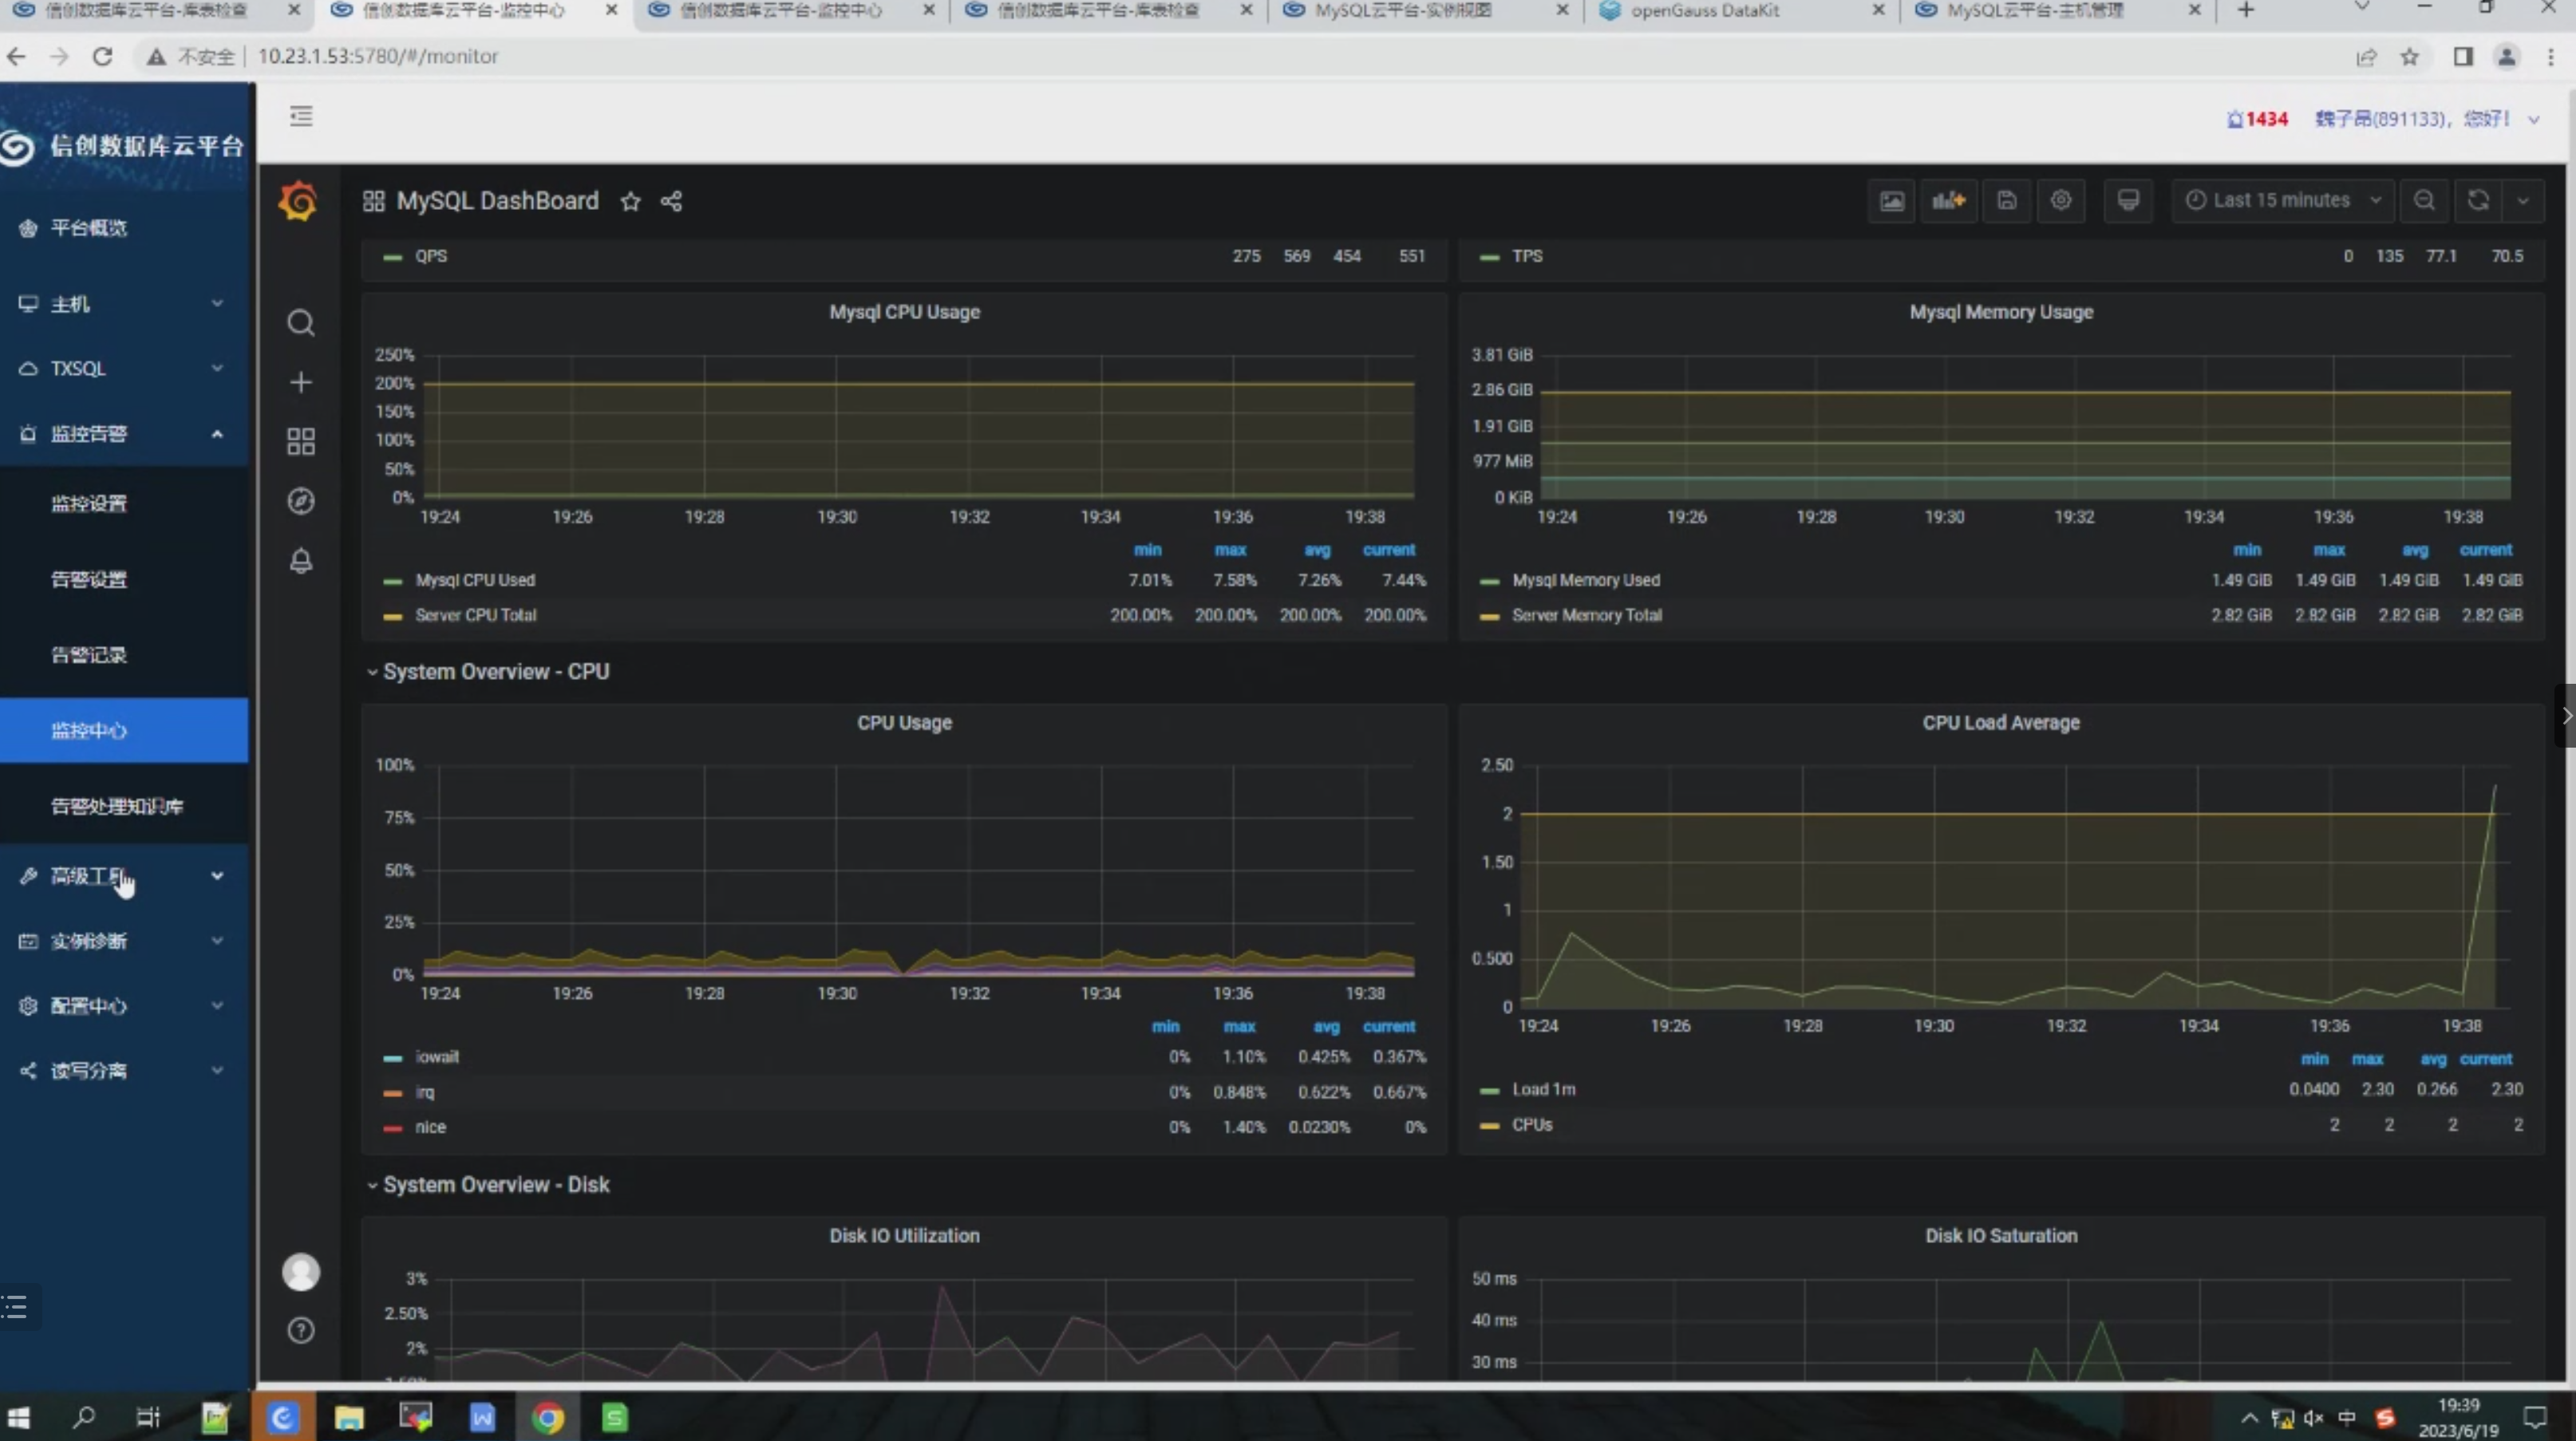 信创数据库云平台-库表检查
信创数据库云平台-监控中心
信创数据库云平台-监控中心
信创数据库云平台-库表检查
MySQL云平台-实例视图
openGauss DataKit
MySQL云平台-主机管理
不安全 10.23.1.53:5780/#/monitor
信创数据库云平台
1434 魏子昂(891133)，您好！
平台概览
主机
TXSQL
监控告警
监控设置
告警设置
告警记录
监控中心
告警处理知识库
高级工具
实例诊断
配置中心
读写分离
MySQL DashBoard
Last 15 minutes
QPS 275 569 454 551
TPS 0 135 77.1 70.5
Mysql CPU Usage
250%
200%
150%
100%
50%
0%
19:24 19:26 19:28 19:30 19:32 19:34 19:36 19:38
min max avg current
Mysql CPU Used 7.01% 7.58% 7.26% 7.44%
Server CPU Total 200.00% 200.00% 200.00% 200.00%
Mysql Memory Usage
3.81 GiB
2.86 GiB
1.91 GiB
977 MiB
0 KiB
19:24 19:26 19:28 19:30 19:32 19:34 19:36 19:38
min max avg current
Mysql Memory Used 1.49 GiB 1.49 GiB 1.49 GiB 1.49 GiB
Server Memory Total 2.82 GiB 2.82 GiB 2.82 GiB 2.82 GiB
System Overview - CPU
CPU Usage
100%
75%
50%
25%
0%
19:24 19:26 19:28 19:30 19:32 19:34 19:36 19:38
min max avg current
iowait 0% 1.10% 0.425% 0.367%
irq 0% 0.848% 0.622% 0.667%
nice 0% 1.40% 0.0230% 0%
CPU Load Average
2.50
2
1.50
1
0.500
0
19:24 19:26 19:28 19:30 19:32 19:34 19:36 19:38
min max avg current
Load 1m 0.0400 2.30 0.266 2.30
CPUs 2 2 2 2
System Overview - Disk
Disk IO Utilization
3%
2.50%
2%
1.50%
Disk IO Saturation
50 ms
40 ms
30 ms
中
19:39
2023/6/19